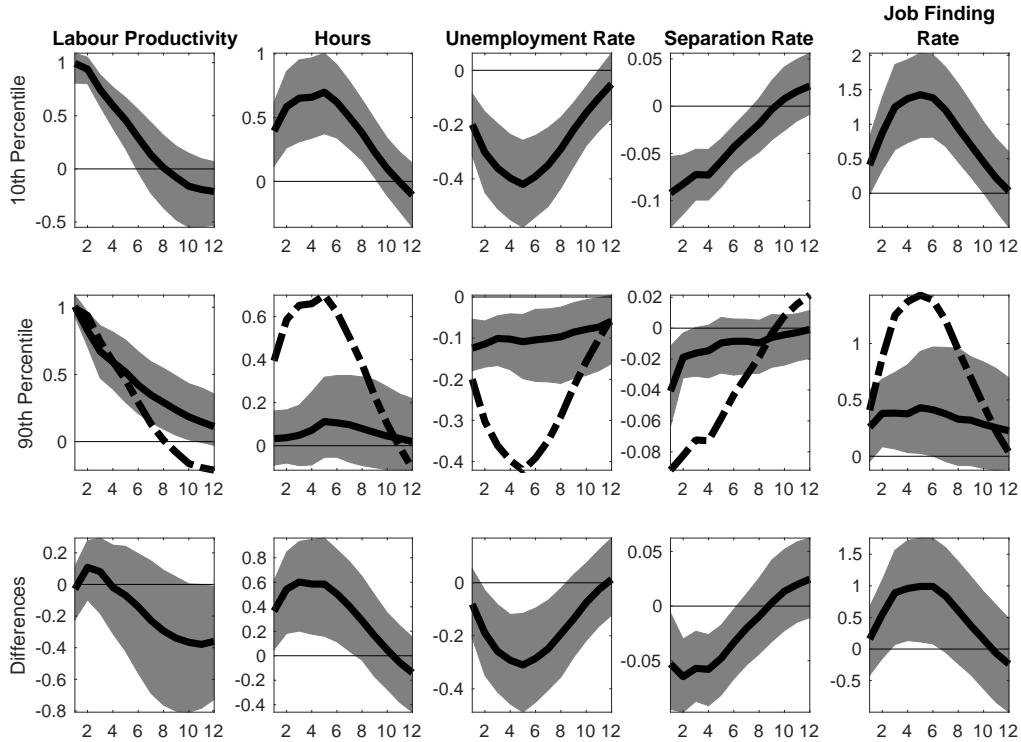 Labour Productivity
Hours
Unemployment Rate
Separation Rate
Job Finding
Rate
10th Percentile
1
0.5
0
-0.5
2 4 6 8 10 12
1
0.5
0
2 4 6 8 10 12
0
-0.2
-0.4
2 4 6 8 10 12
0.05
0
-0.05
-0.1
2 4 6 8 10 12
2
1.5
1
0.5
0
2 4 6 8 10 12
90th Percentile
1
0.5
0
2 4 6 8 10 12
0.6
0.4
0.2
0
2 4 6 8 10 12
0
-0.1
-0.2
-0.3
-0.4
2 4 6 8 10 12
0.02
0
-0.02
-0.04
-0.06
-0.08
2 4 6 8 10 12
1
0.5
0
2 4 6 8 10 12
Differences
0.2
0
-0.2
-0.4
-0.6
-0.8
2 4 6 8 10 12
0.8
0.6
0.4
0.2
0
-0.2
-0.4
2 4 6 8 10 12
0
-0.2
-0.4
2 4 6 8 10 12
0.05
0
-0.05
2 4 6 8 10 12
1.5
1
0.5
0
-0.5
2 4 6 8 10 12